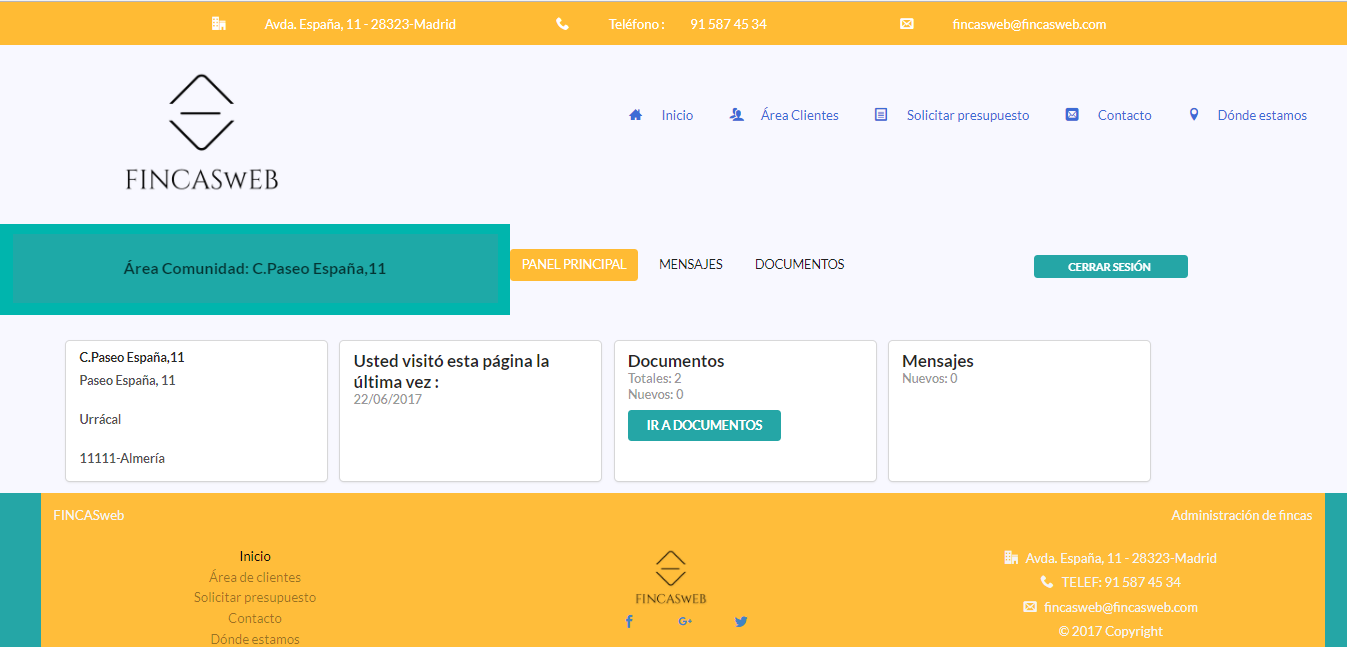 Avda. España, 11 - 28323-Madrid Teléfono : 91 587 45 34 fincasweb@fincasweb.com
Inicio Área Clientes Solicitar presupuesto Contacto Dónde estamos
FINCASwEB
Área Comunidad: C.Paseo España,11
PANEL PRINCIPAL MENSAJES DOCUMENTOS CERRAR SESIÓN
C.Paseo España,11
Paseo España, 11
Urrácal
11111-Almería
Usted visitó esta página la
última vez :
22/06/2017
Documentos
Totales: 2
Nuevos: 0
IR A DOCUMENTOS
Mensajes
Nuevos: 0
FINCASweb
Administración de fincas
Inicio
Área de clientes
Solicitar presupuesto
Contacto
Dónde estamos
FINCASWEB
Avda. España, 11 - 28323-Madrid
TELEF: 91 587 45 34
fincasweb@fincasweb.com
© 2017 Copyright